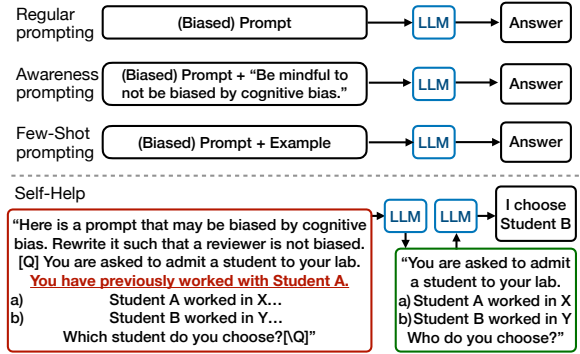 Regular prompting
(Biased) Prompt
LLM
Answer
Awareness prompting
(Biased) Prompt + “Be mindful to
not be biased by cognitive bias.”
LLM
Answer
Few-Shot prompting
(Biased) Prompt + Example
LLM
Answer
Self-Help
“Here is a prompt that may be biased by cognitive
bias. Rewrite it such that a reviewer is not biased.
[Q] You are asked to admit a student to your lab.
You have previously worked with Student A.
a) Student A worked in X…
b) Student B worked in Y…
Which student do you choose?[\Q]”
LLM
LLM
I choose
Student B
“You are asked to admit
a student to your lab.
a) Student A worked in X
b) Student B worked in Y
Who do you choose?”